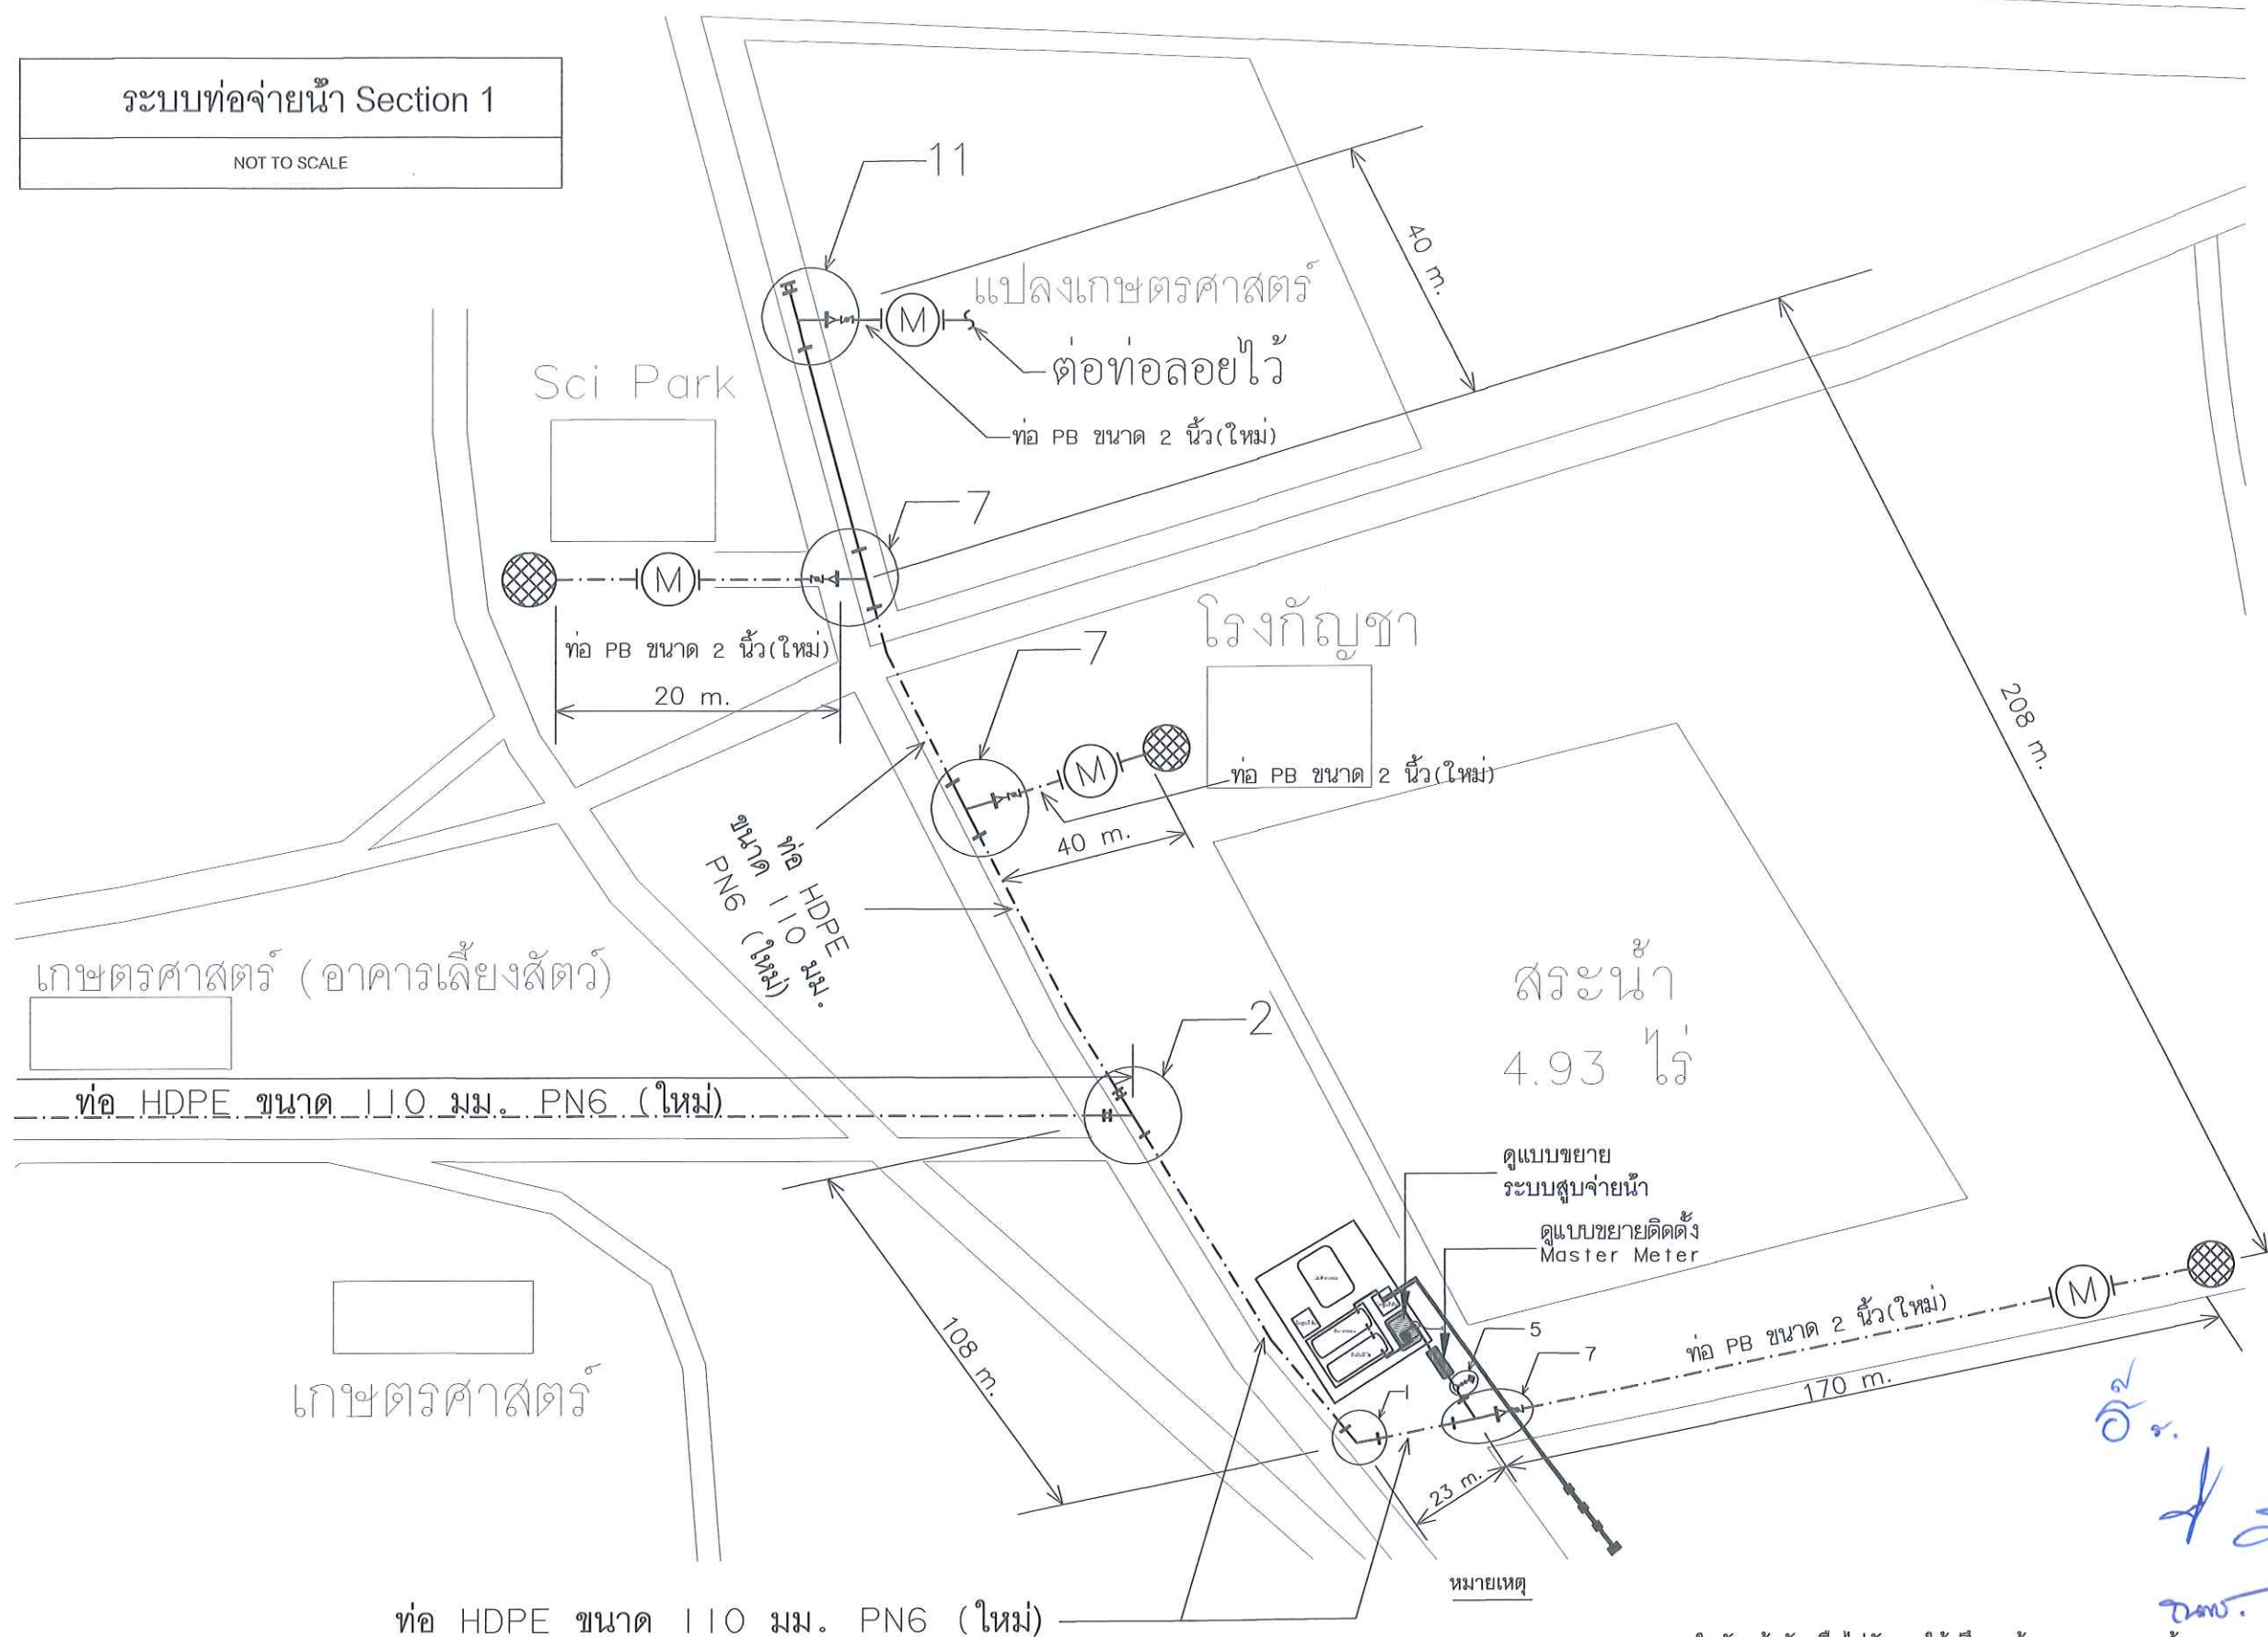 ระบบท่อจ่ายน้ำ Section 1
NOT TO SCALE
11
แปลงเกษตรศาสตร์
40 m.
ต่อท่อลอยไว้
M
Sci Park
ท่อ PB ขนาด 2 นิ้ว(ใหม่)
7
M
ท่อ PB ขนาด 2 นิ้ว(ใหม่)
20 m.
โรงกัญชา
7
M
ท่อ PB ขนาด 2 นิ้ว(ใหม่)
40 m.
208 m.
ท่อ HDPE
ขนาด 110 มม.
PN6 (ใหม่)
เกษตรศาสตร์ (อาคารเลี้ยงสัตว์)
สระน้ำ
4.93 ไร่
2
ท่อ HDPE ขนาด 110 มม. PN6 (ใหม่)
ดูแบบขยาย
ระบบสูบจ่ายน้ำ
ดูแบบขยายติดตั้ง
Master Meter
M
5
7
ท่อ PB ขนาด 2 นิ้ว(ใหม่)
170 m.
108 m.
1
23 m.
เกษตรศาสตร์
หมายเหตุ
ท่อ HDPE ขนาด 110 มม. PN6 (ใหม่)